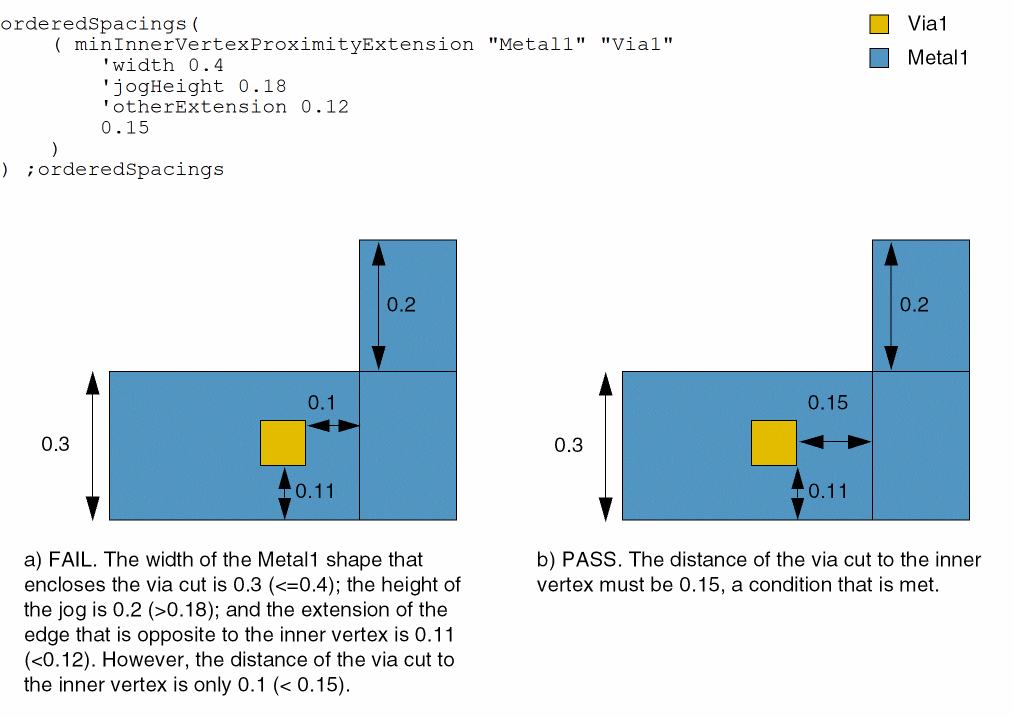 orderedSpacings(
( minInnerVertexProximityExtension "Metal1" "Via1"
'width 0.4
'jogHeight 0.18
'otherExtension 0.12
0.15
)
) ;orderedSpacings
Via1
Metal1
0.2
0.1
0.3
0.11
0.2
0.15
0.3
0.11
a) FAIL. The width of the Metal1 shape that
encloses the via cut is 0.3 (<=0.4); the height of
the jog is 0.2 (>0.18); and the extension of the
edge that is opposite to the inner vertex is 0.11
(<0.12). However, the distance of the via cut to
the inner vertex is only 0.1 (< 0.15).
b) PASS. The distance of the via cut to the inner
vertex must be 0.15, a condition that is met.